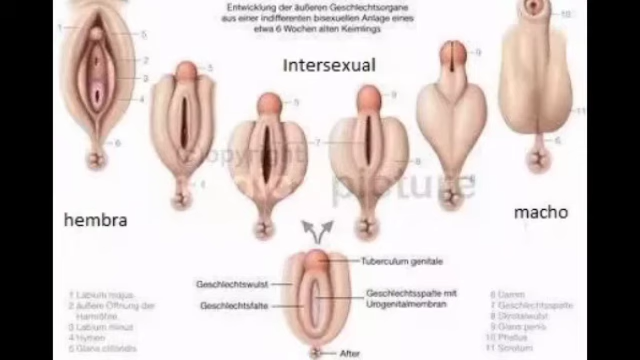 Entwicklung der äußeren Geschlechtsorgane
aus einer indifferenten bisexuellen Anlage eines
etwa 6 Wochen alten Keimlings
Intersexual
hembra
macho
Tuberculum genitale
Geschlechtswulst
Geschlechtsfalte
Geschlechtsspalte mit
Urogenitalmembran
After
1 Labium majus
2 äußere Öffnung der
Harnröhre
3 Labium minus
4 Hymen
5 Glans clitoridis
6 Damm
7 Geschlechtsspalte
8 Skrotalwulst
9 Glans penis
10 Phallus
11 Scrotum
Copyright
picture